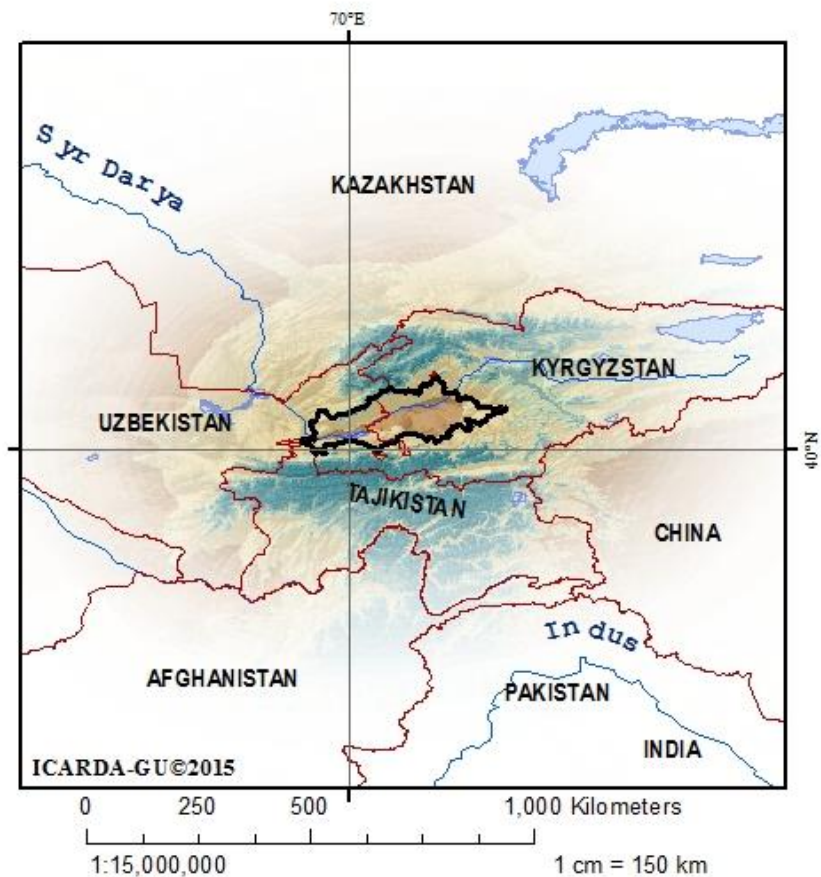 70°E
Syr Darya
KAZAKHSTAN
KYRGYZSTAN
UZBEKISTAN
40°N
TAJIKISTAN
CHINA
Indus
AFGHANISTAN
PAKISTAN
INDIA
ICARDA-GU©2015
0 250 500 1,000 Kilometers
1:15,000,000 1 cm = 150 km